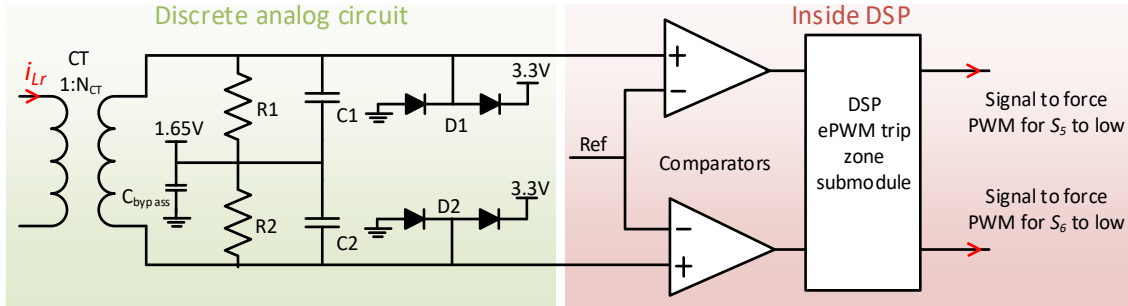 Discrete analog circuit
Inside DSP
CT
1:NCT
iLr
1.65V
Cbypass
R1
R2
C1
C2
3.3V
D1
3.3V
D2
Ref
+
−
Comparators
−
+
DSP
ePWM trip
zone
submodule
Signal to force
PWM for S5 to low
Signal to force
PWM for S6 to low